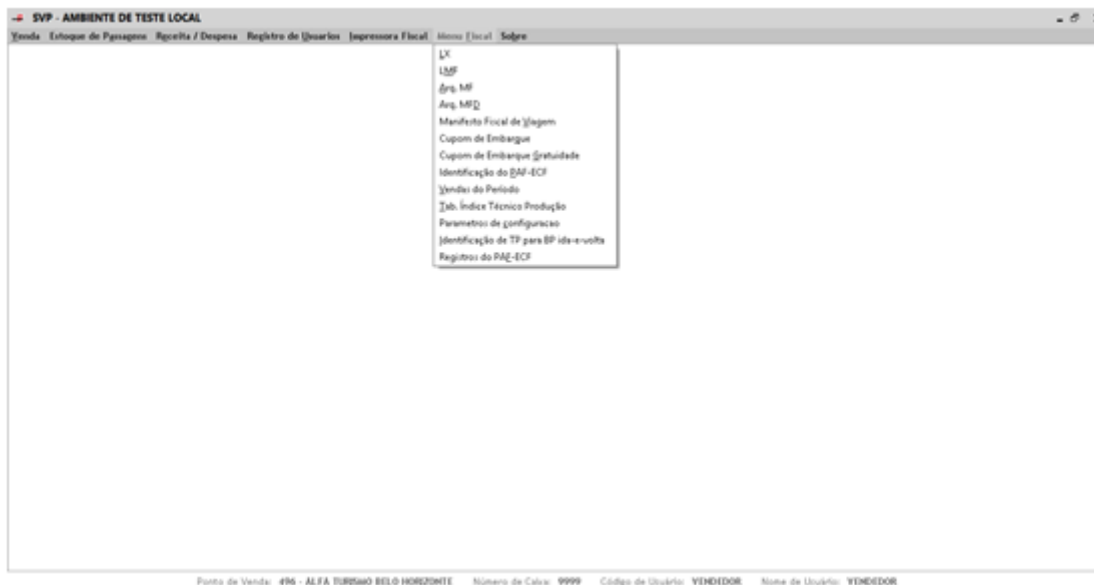 SVP - AMBIENTE DE TESTE LOCAL
Venda Estoque de Passagens Receita / Despesa Registro de Usuarios Impressora Fiscal Menu Fiscal Sobre
LX
LMF
Arq. MF
Arq. MFD
Manifesto Fiscal de Viagem
Cupom de Embarque
Cupom de Embarque Gratuidade
Identificação do PAF-ECF
Vendas do Período
Tab. Índice Técnico Produção
Parametros de configuracao
Identificação de TP para BP ida-e-volta
Registros do PAF-ECF
Ponto de Venda: 496 - ALFA TURISMO BELO HORIZONTE Número de Caixa: 9999 Código de Usuário: VENDEDOR Nome de Usuário: VENDEDOR